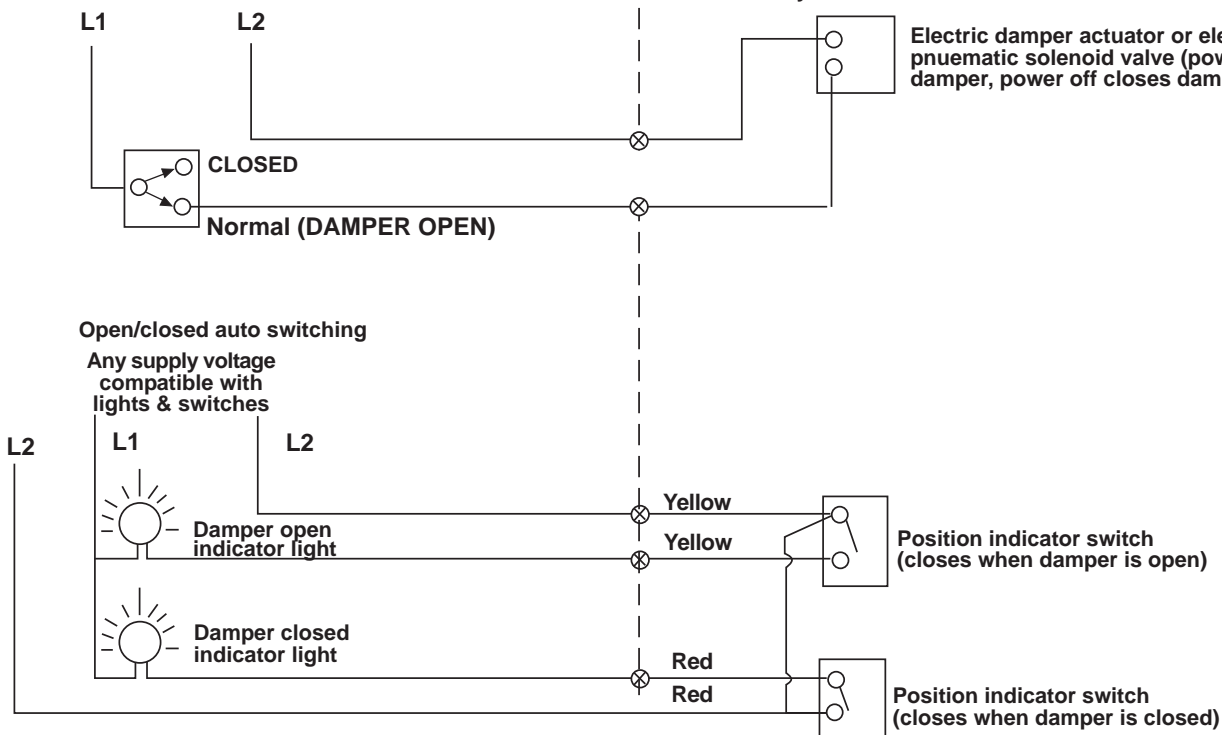 L1
L2
Electric damper actuator or
pnuematic solenoid valve
damper, power off closes
CLOSED
Normal (DAMPER OPEN)
Open/closed auto switching
Any supply voltage
compatible with
lights & switches
L2
L1
L2
Yellow
Damper open
indicator light
Yellow
Position indicator switch
(closes when damper is open)
Damper closed
indicator light
Red
Red
Position indicator switch
(closes when damper is closed)